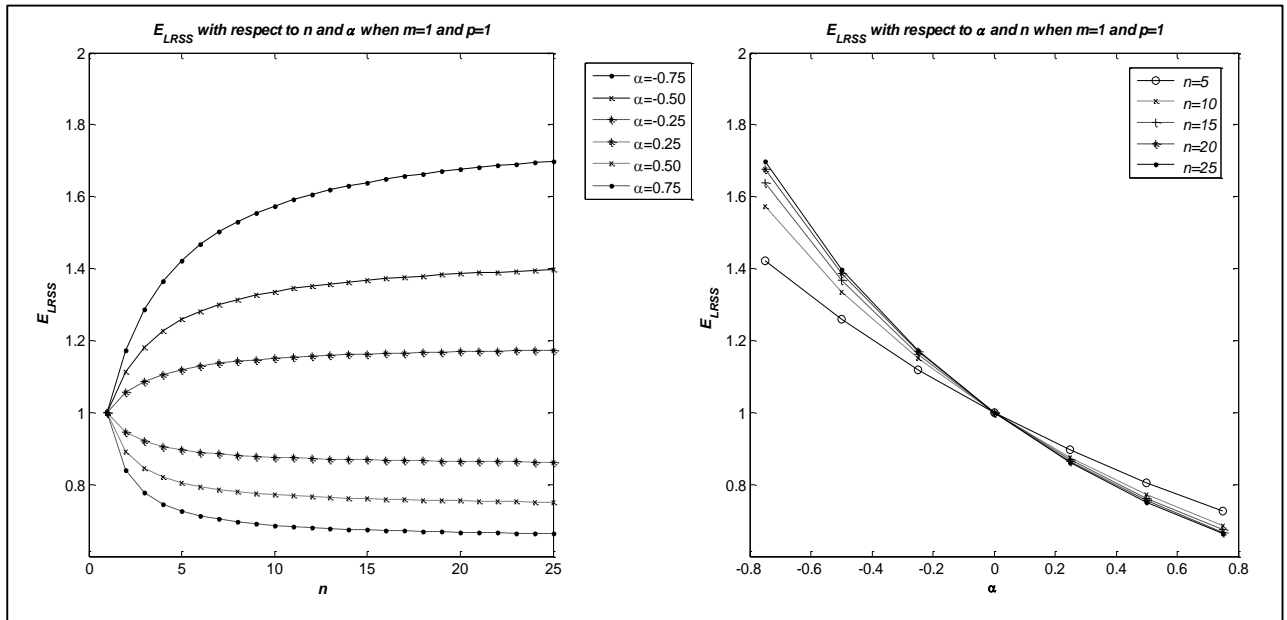 E_LRSS with respect to n and α when m=1 and p=1
2
1.8
1.6
1.4
1.2
1
0.8
E_LRSS
0
5
10
15
20
25
n
α=-0.75
α=-0.50
α=-0.25
α=0.25
α=0.50
α=0.75
E_LRSS with respect to α and n when m=1 and p=1
2
1.8
1.6
1.4
1.2
1
0.8
E_LRSS
-0.8
-0.6
-0.4
-0.2
0
0.2
0.4
0.6
0.8
α
n=5
n=10
n=15
n=20
n=25